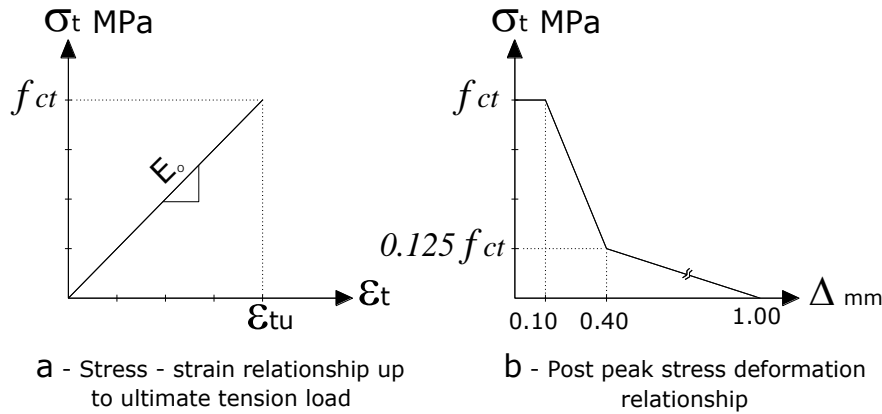 σt MPa
fct
Eo
εt
εtu
a - Stress - strain relationship up
to ultimate tension load
σt MPa
fct
0.125 fct
Δ mm
0.10
0.40
1.00
b - Post peak stress deformation
relationship